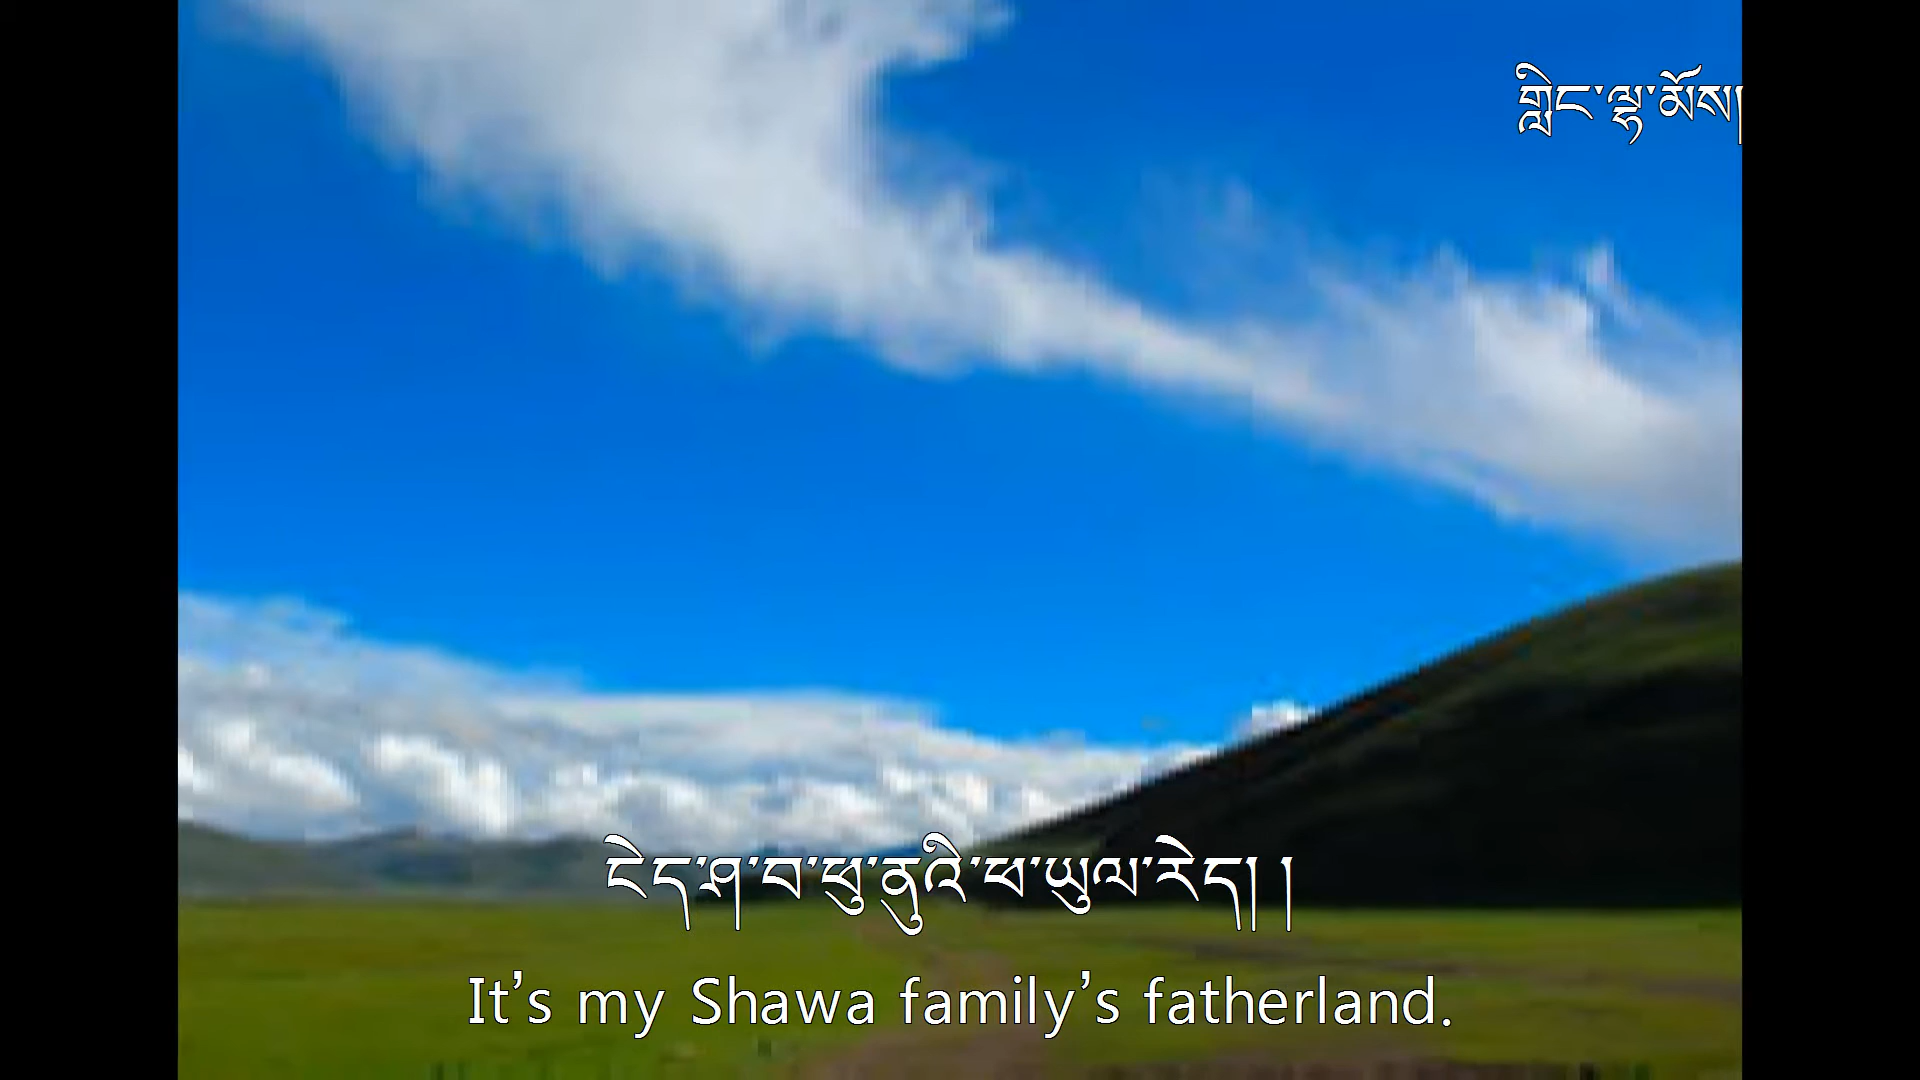 གླིང་ལྷ་མོས།
ངེད་ཤ་བ་ཕུ་ནུའི་ཕ་ཡུལ་རེད། །
It’s my Shawa family’s fatherland.